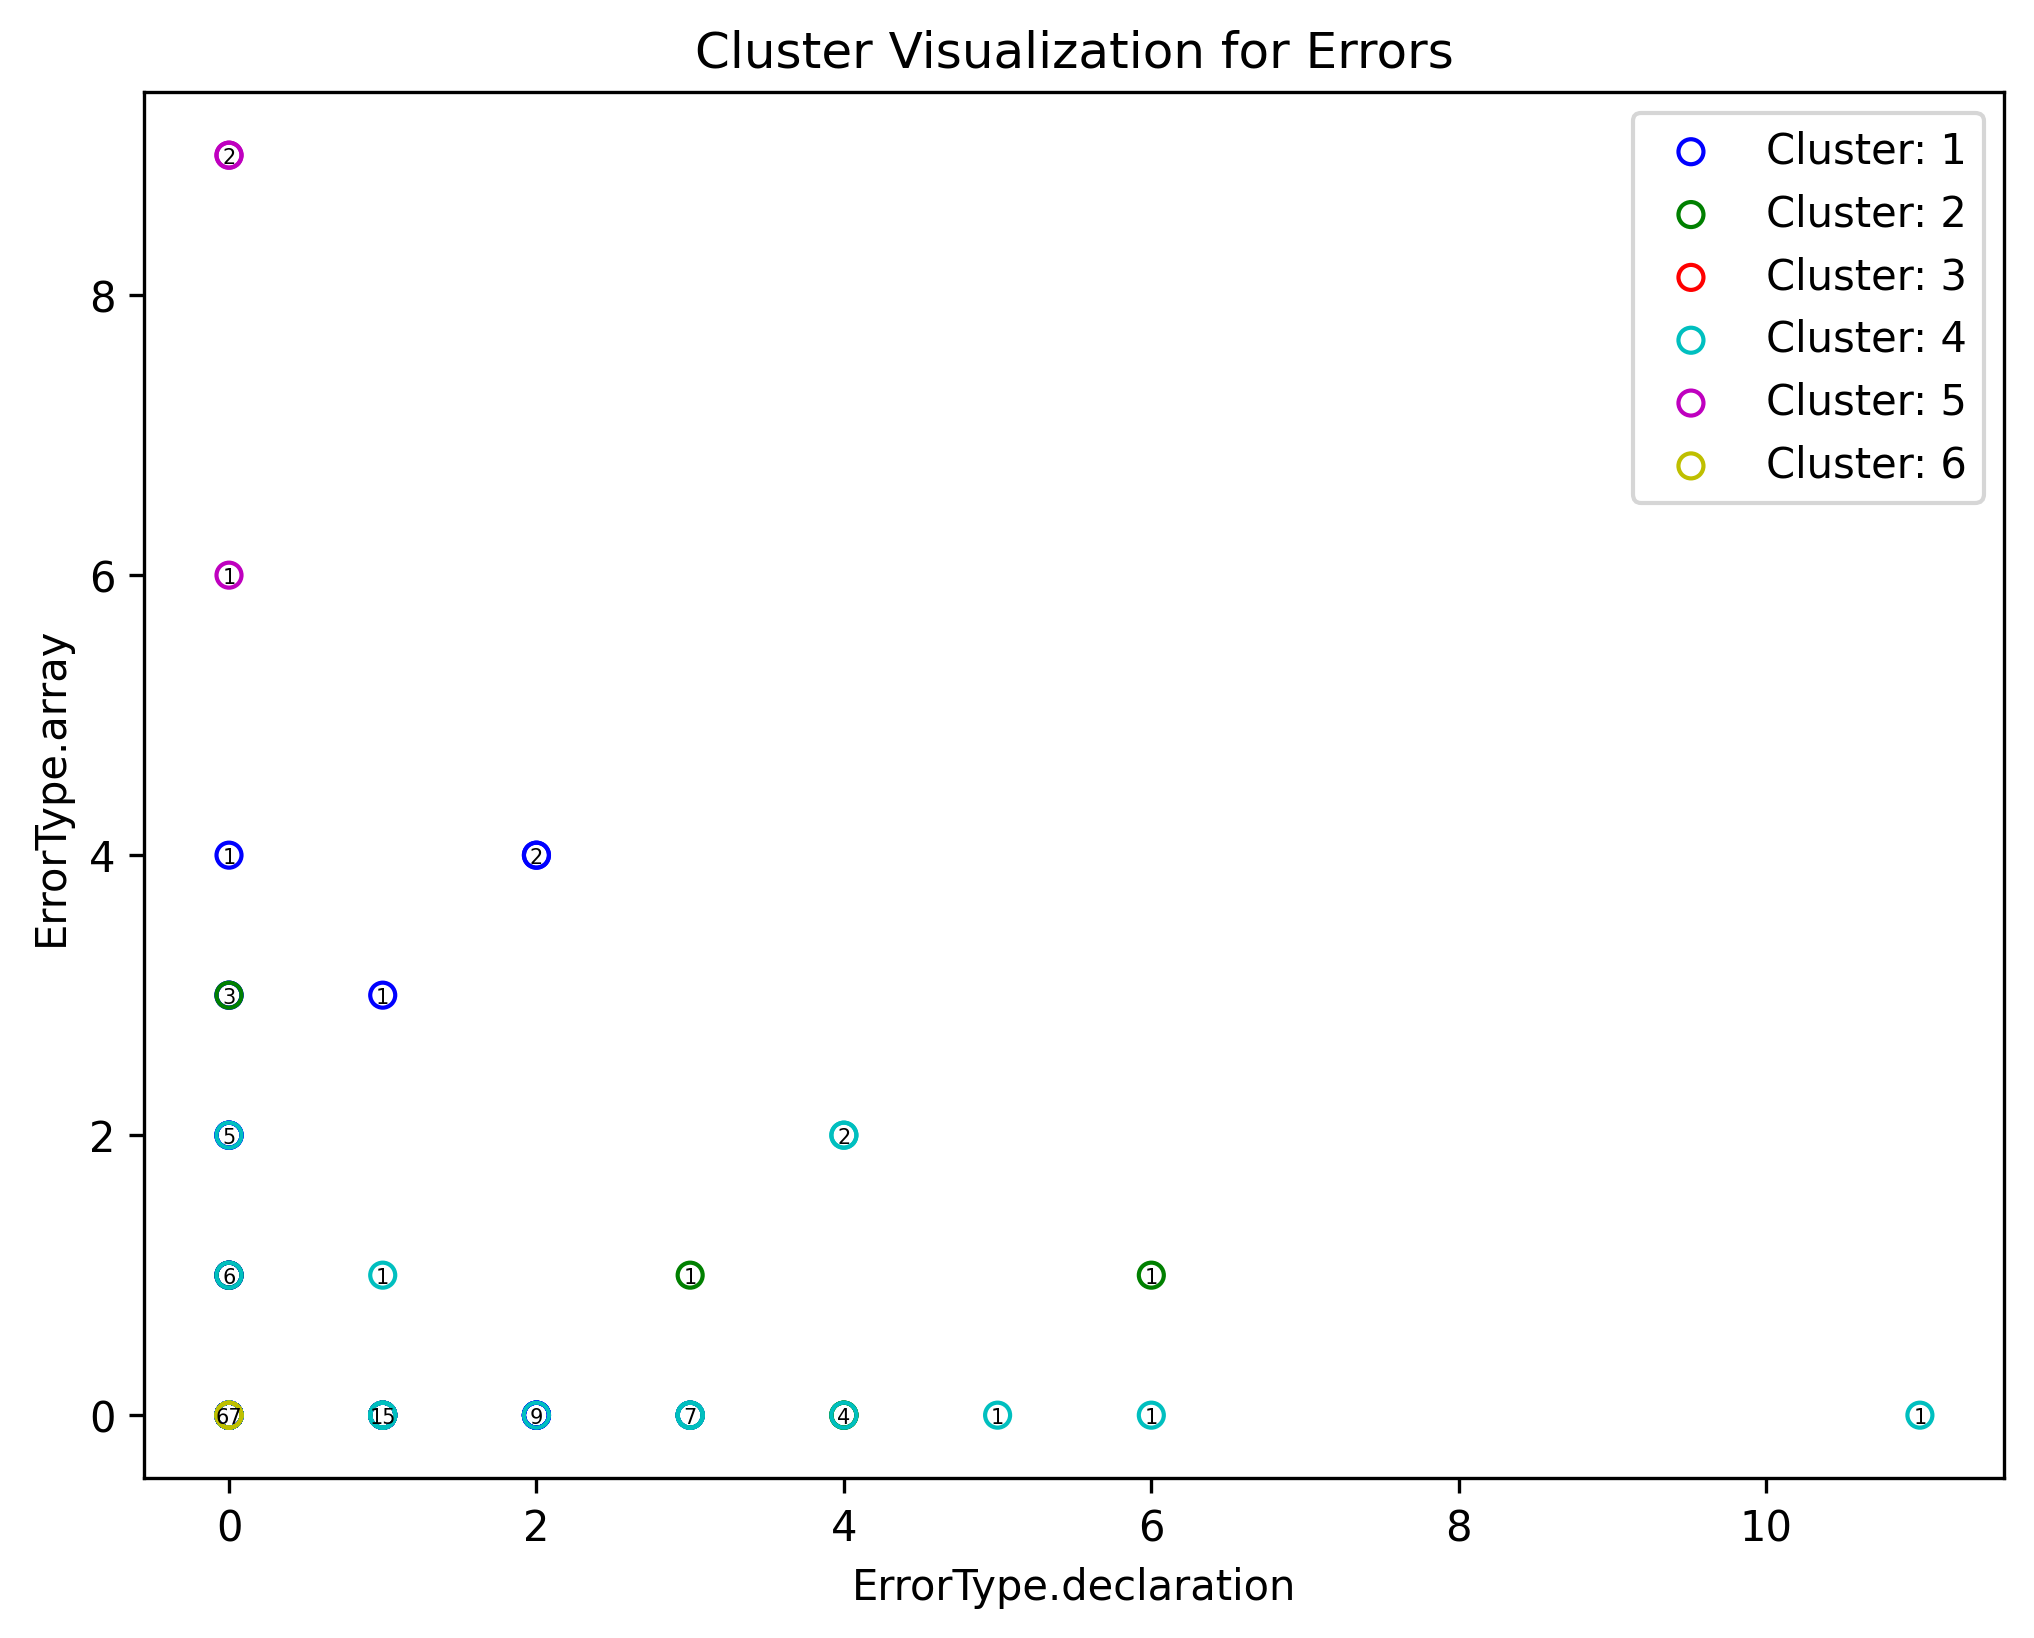 Cluster Visualization for Errors
Cluster: 1
Cluster: 2
Cluster: 3
Cluster: 4
Cluster: 5
Cluster: 6
ErrorType.array
8
6
4
2
0
2
1
1 2
3 1
5 2
6 1 1 1
67 15 9 7 4 1 1 1
0 2 4 6 8 10
ErrorType.declaration